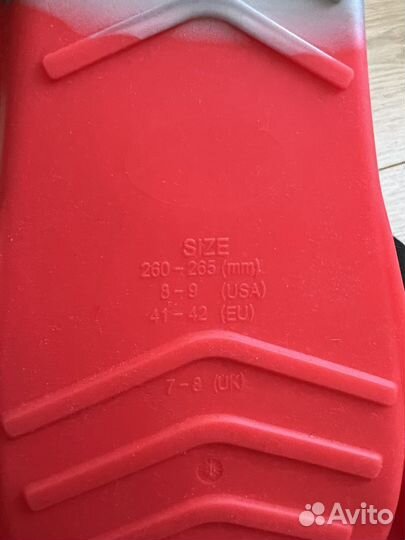 SIZE
260-265 (mm)
8-9 (USA)
41-42 (EU)
7-8 (UK)
Avito